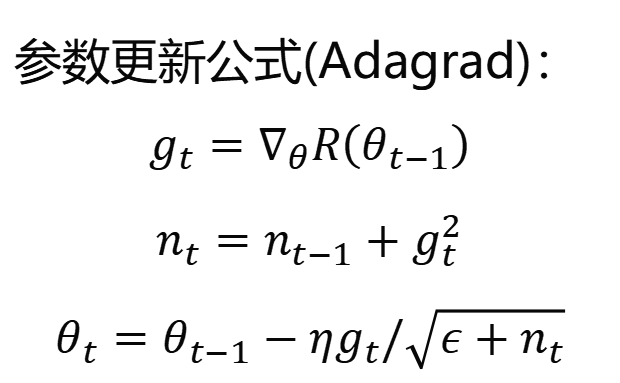 参数更新公式(Adagrad)：
g_t = ∇_θ R(θ_{t−1})
n_t = n_{t−1} + g_t^2
θ_t = θ_{t−1} − ηg_t/√(ϵ + n_t)